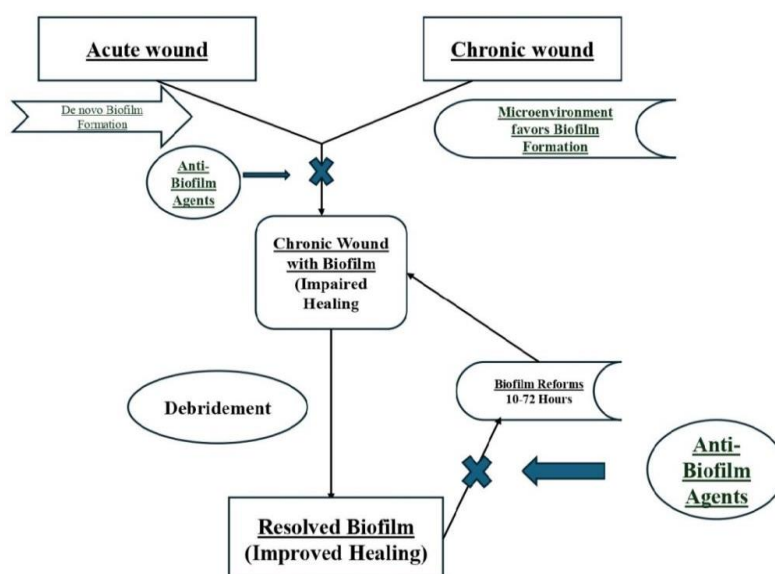 Acute wound
Chronic wound
De novo Biofilm
Formation
Microenvironment
favors Biofilm
Formation
Anti-
Biofilm
Agents
Chronic Wound
with Biofilm
(Impaired
Healing
Debridement
Biofilm Reforms
10-72 Hours
Anti-
Biofilm
Agents
Resolved Biofilm
(Improved Healing)